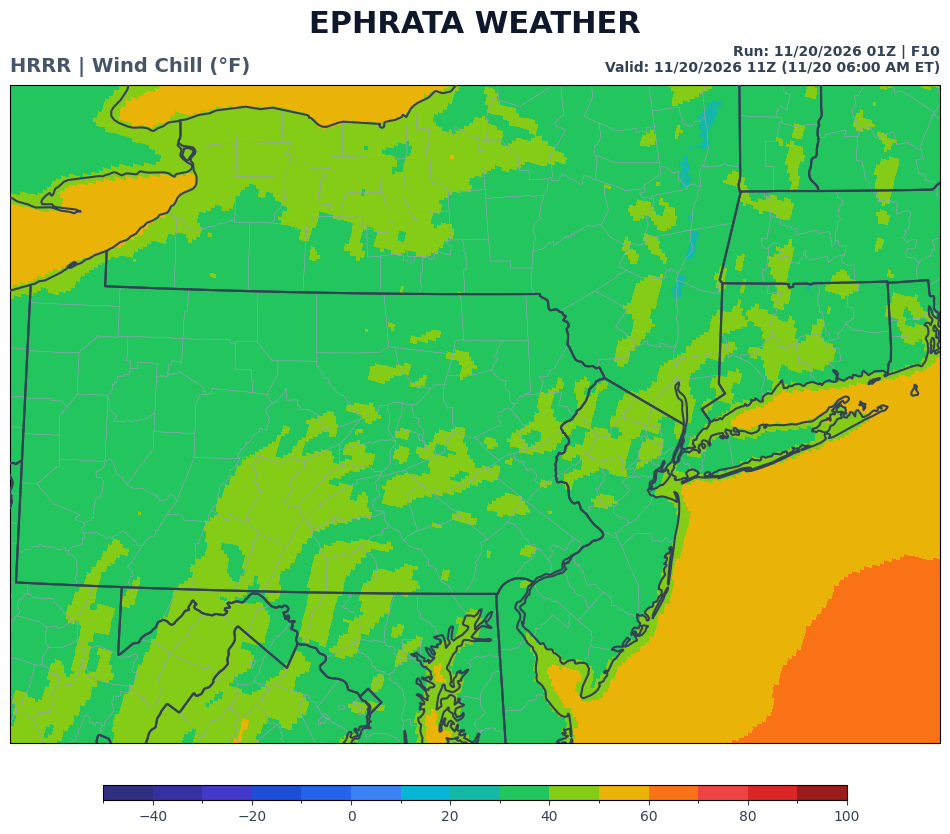 EPHRATA WEATHER
HRRR | Wind Chill (°F)
Run: 11/20/2026 01Z | F10
Valid: 11/20/2026 11Z (11/20 06:00 AM ET)
−40 −20 0 20 40 60 80 100